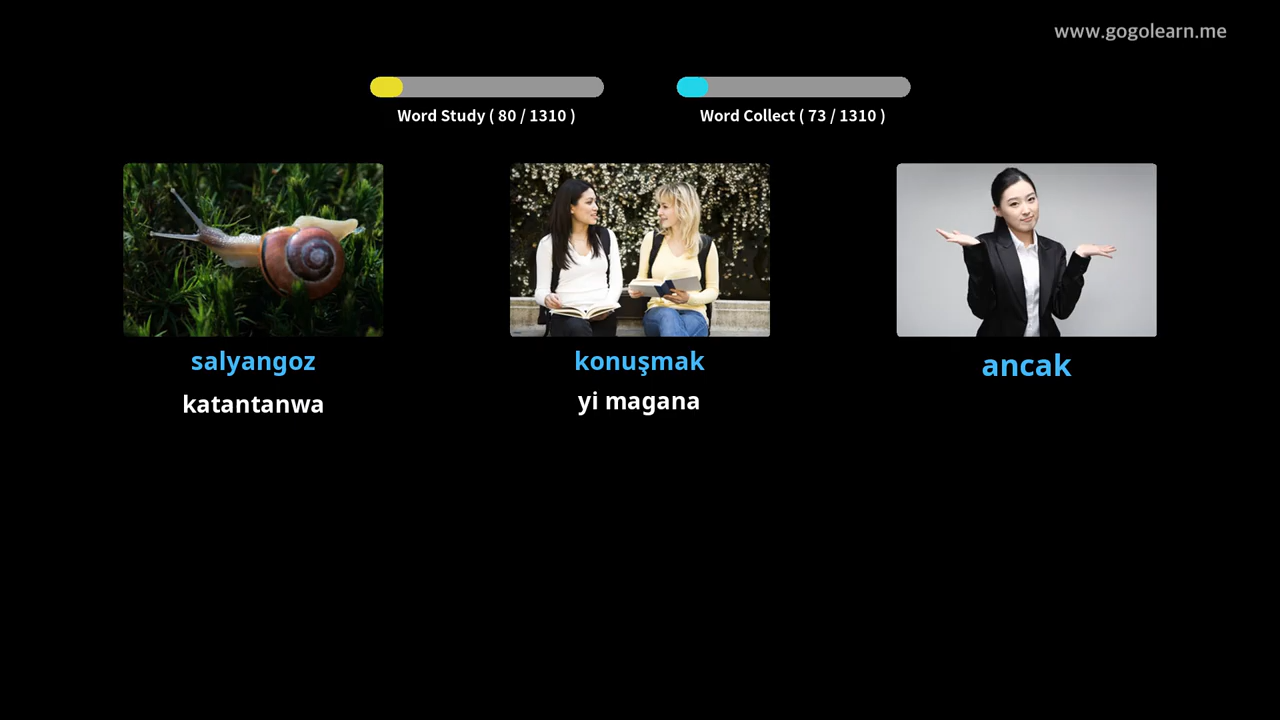 www.gogolearn.me
Word Study ( 80 / 1310 )
Word Collect ( 73 / 1310 )
salyangoz
katantanwa
konuşmak
yi magana
ancak